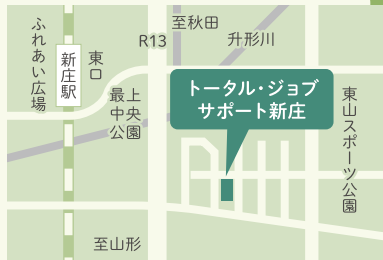 至秋田
R13
升形川
ふれあい広場
新庄駅
東口
最上
中央
公園
トータル・ジョブ
サポート新庄
東山スポーツ公園
至山形